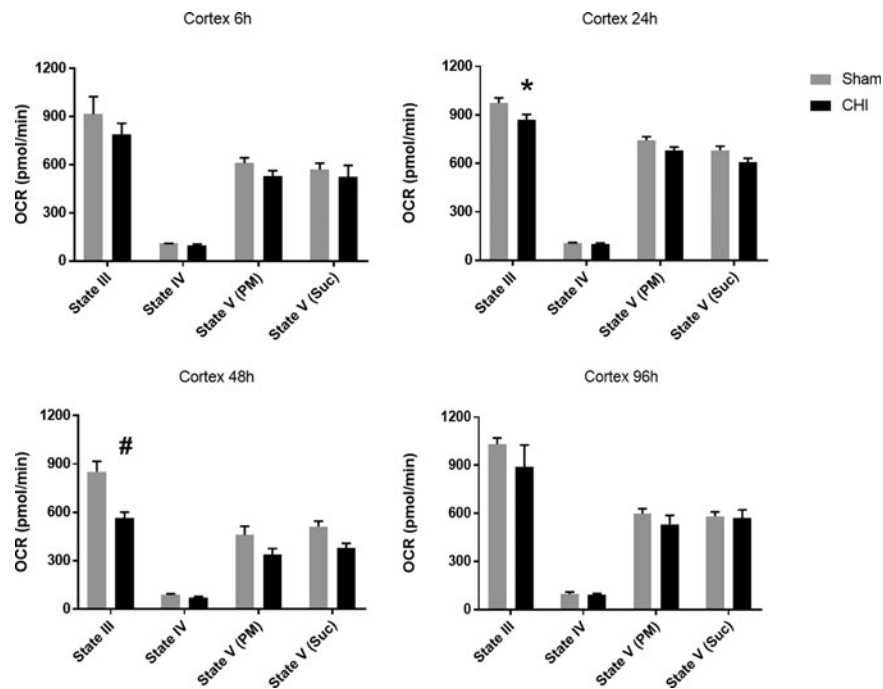 Cortex 6h
OCR (pmol/min)
1200
900
600
300
0
State III
State IV
State V (PM)
State V (Suc)
Cortex 24h
OCR (pmol/min)
1200
900
600
300
0
*
State III
State IV
State V (PM)
State V (Suc)
Sham
CHI
Cortex 48h
OCR (pmol/min)
1200
900
600
300
0
#
State III
State IV
State V (PM)
State V (Suc)
Cortex 96h
OCR (pmol/min)
1200
900
600
300
0
State III
State IV
State V (PM)
State V (Suc)